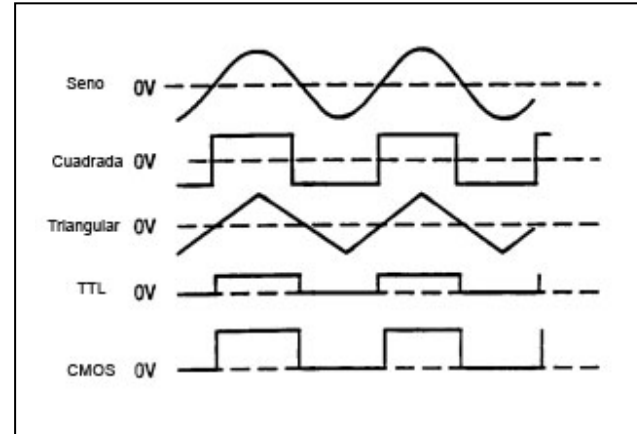 Seno 0V
Cuadrada 0V
Triangular 0V
TTL 0V
CMOS 0V